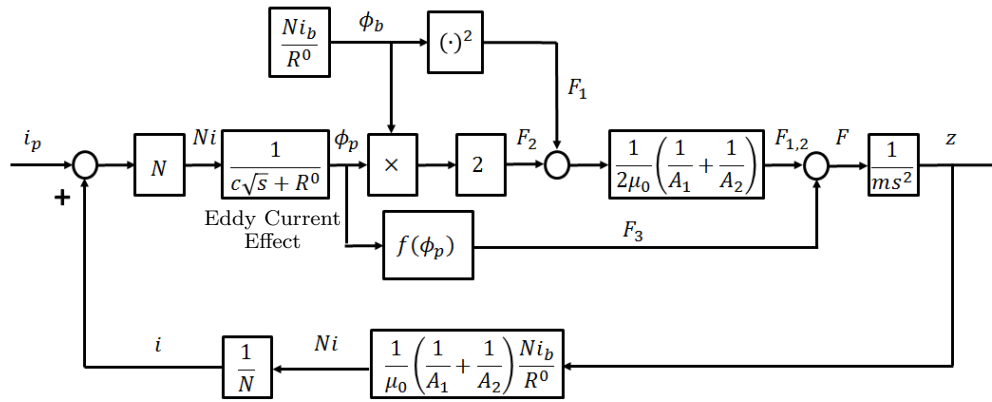 Ni_b / R^0
ϕ_b
(·)^2
F_1
i_p
+
N
Ni
1 / (c√s + R^0)
Eddy Current
Effect
ϕ_p
×
2
F_2
1 / (2μ_0) (1/A_1 + 1/A_2)
F_{1,2}
F
1 / (ms^2)
z
f(ϕ_p)
F_3
i
1 / N
Ni
1 / μ_0 (1/A_1 + 1/A_2) Ni_b / R^0